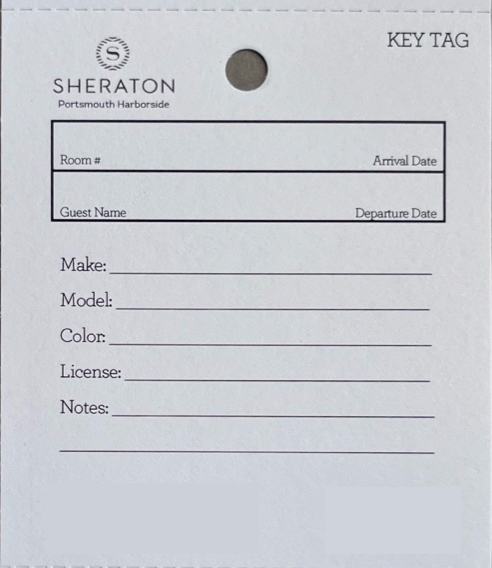 KEY TAG
S
SHERATON
Portsmouth Harborside
Room # Arrival Date
Guest Name Departure Date
Make:
Model:
Color:
License:
Notes: